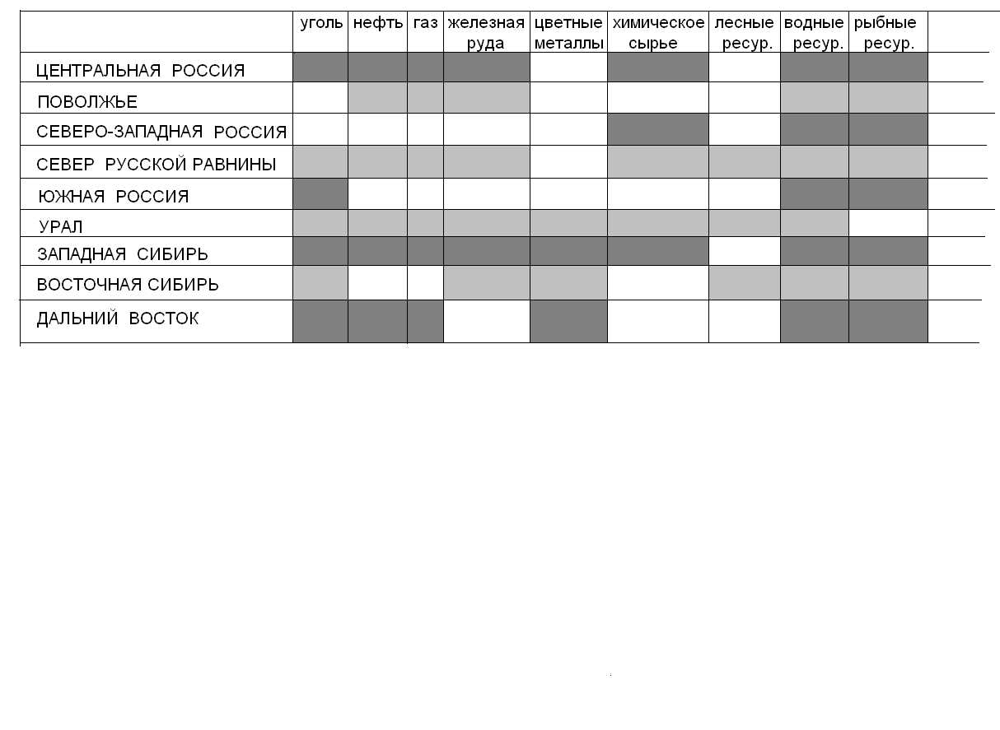 уголь нефть газ железная цветные химическое лесные водные рыбные
руда металлы сырье ресур. ресур. ресур.
ЦЕНТРАЛЬНАЯ РОССИЯ
ПОВОЛЖЬЕ
СЕВЕРО-ЗАПАДНАЯ РОССИЯ
СЕВЕР РУССКОЙ РАВНИНЫ
ЮЖНАЯ РОССИЯ
УРАЛ
ЗАПАДНАЯ СИБИРЬ
ВОСТОЧНАЯ СИБИРЬ
ДАЛЬНИЙ ВОСТОК